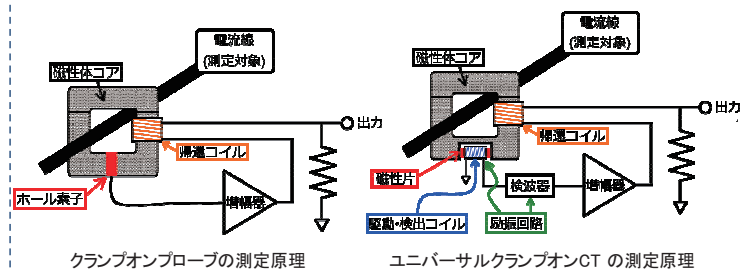 電流線
(測定対象)
磁性体コア
出力
帰還コイル
ホール素子
増幅器
クランプオンプローブの測定原理
電流線
(測定対象)
磁性体コア
出力
帰還コイル
磁性片
検波器
増幅器
駆動・検出コイル
励振回路
ユニバーサルクランプオンCT の測定原理